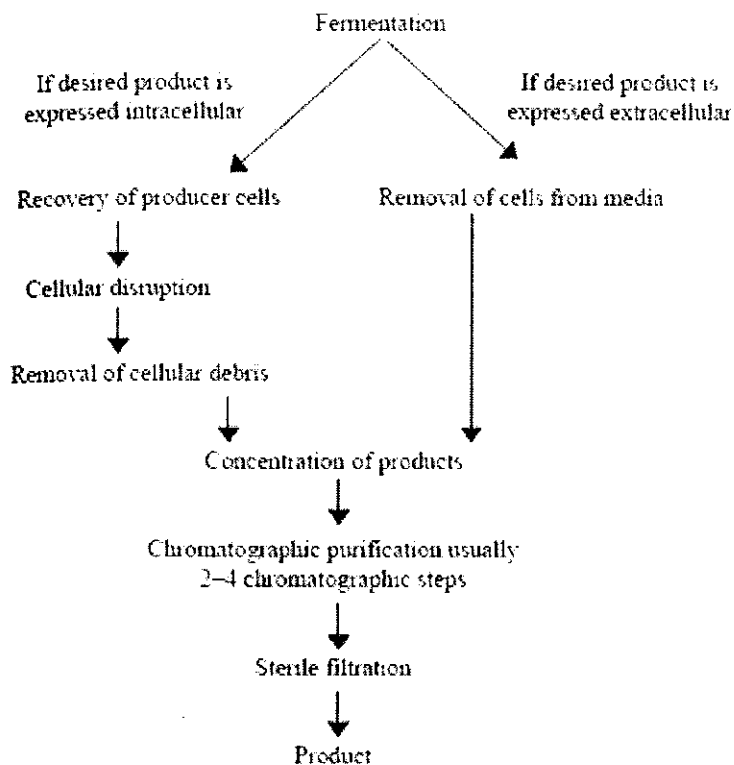 Fermentation
If desired product is
expressed intracellular
If desired product is
expressed extracellular
Recovery of producer cells
Removal of cells from media
Cellular disruption
Removal of cellular debris
Concentration of products
Chromatographic purification usually
2–4 chromatographic steps
Sterile filtration
Product